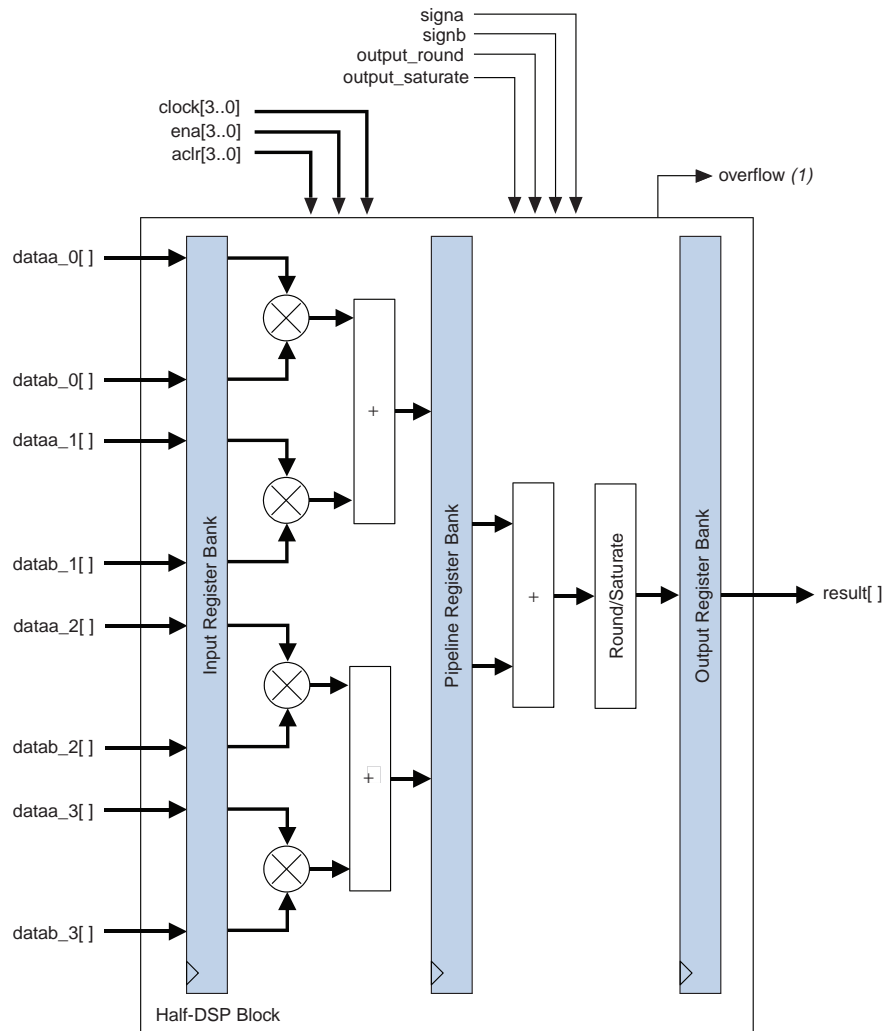 signa
signb
output_round
output_saturate
clock[3..0]
ena[3..0]
aclr[3..0]
overflow (1)
dataa_0[ ]
datab_0[ ]
dataa_1[ ]
datab_1[ ]
dataa_2[ ]
datab_2[ ]
dataa_3[ ]
datab_3[ ]
Input Register Bank
+
+
Pipeline Register Bank
+
Round/Saturate
Output Register Bank
result[ ]
Half-DSP Block